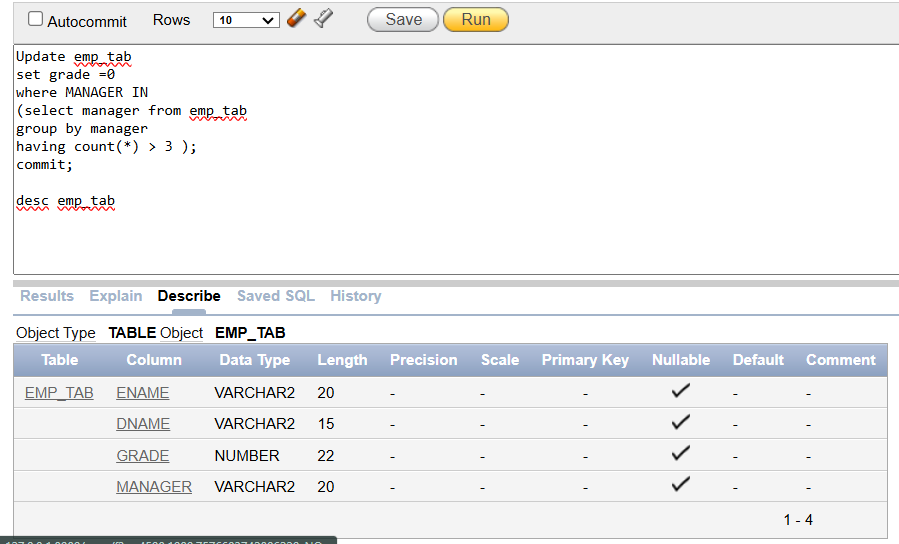 Autocommit Rows 10 Save Run
Update emp_tab
set grade =0
where MANAGER IN
(select manager from emp_tab
group by manager
having count(*) > 3 );
commit;
desc emp_tab
Results Explain Describe Saved SQL History
Object Type TABLE Object EMP_TAB
Table Column Data Type Length Precision Scale Primary Key Nullable Default Comment
EMP_TAB ENAME VARCHAR2 20 - - - ✓ - -
DNAME VARCHAR2 15 - - - ✓ - -
GRADE NUMBER 22 - - - ✓ - -
MANAGER VARCHAR2 20 - - - ✓ - -
1 - 4